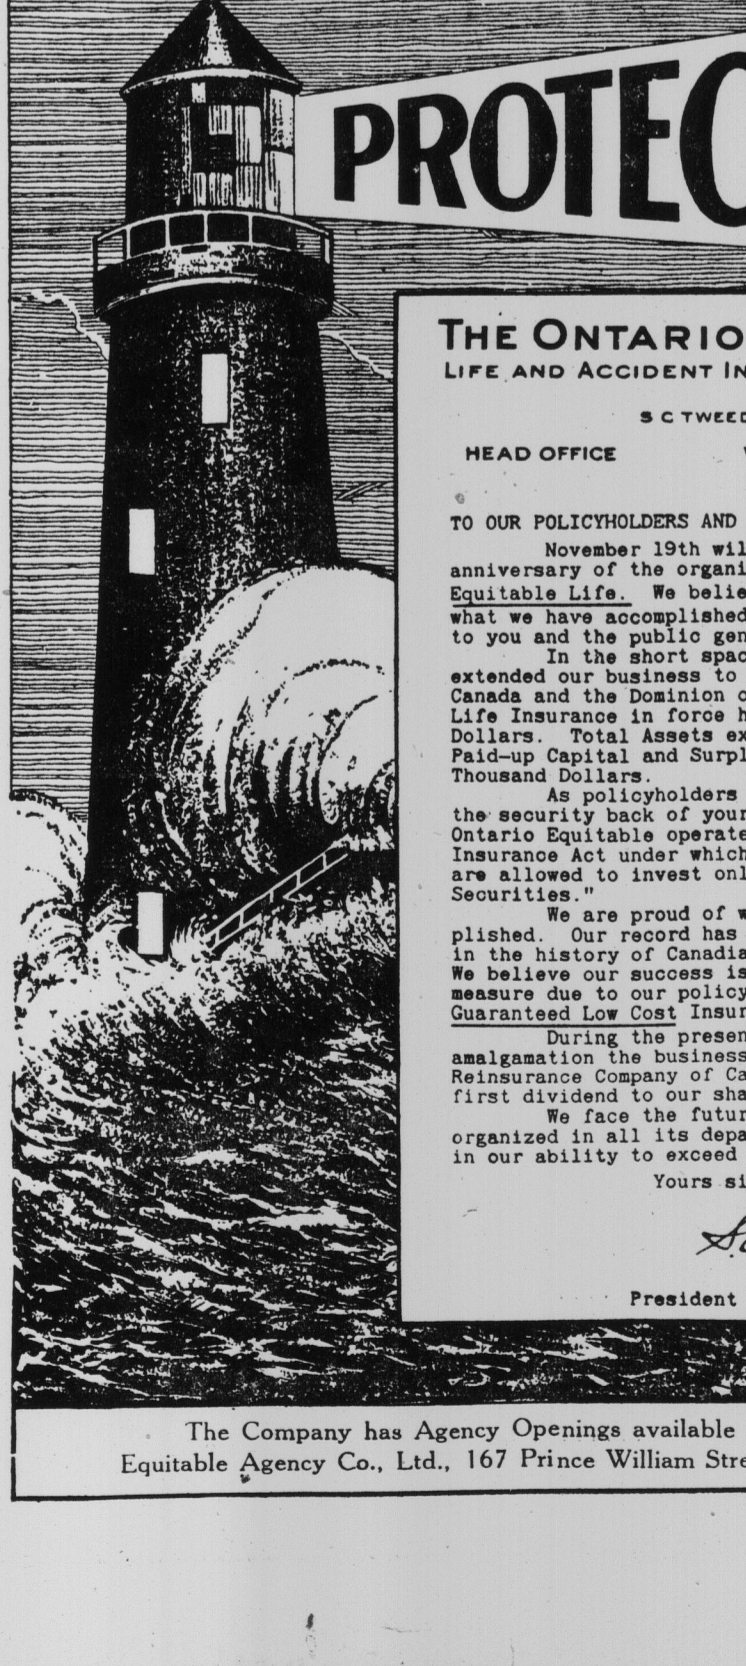 PROTEC
THE ONTARIO
LIFE AND ACCIDENT IN
S C TWEED
HEAD OFFICE
TO OUR POLICYHOLDERS AND
November 19th wil
anniversary of the organi
Equitable Life. We belie
what we have accomplished
to you and the public gen
In the short spac
extended our business to
Canada and the Dominion o
Life Insurance in force h
Dollars. Total Assets ex
Paid-up Capital and Surpl
Thousand Dollars.
As policyholders
the security back of your
Ontario Equitable operate
Insurance Act under which
are allowed to invest onl
Securities."
We are proud of w
plished. Our record has
in the history of Canadia
We believe our success is
measure due to our policy
Guaranteed Low Cost Insur
During the presen
amalgamation the business
Reinsurance Company of Ca
first dividend to our sha
We face the futur
organized in all its depa
in our ability to exceed
Yours si
President
The Company has Agency Openings available
Equitable Agency Co., Ltd., 167 Prince William Stre